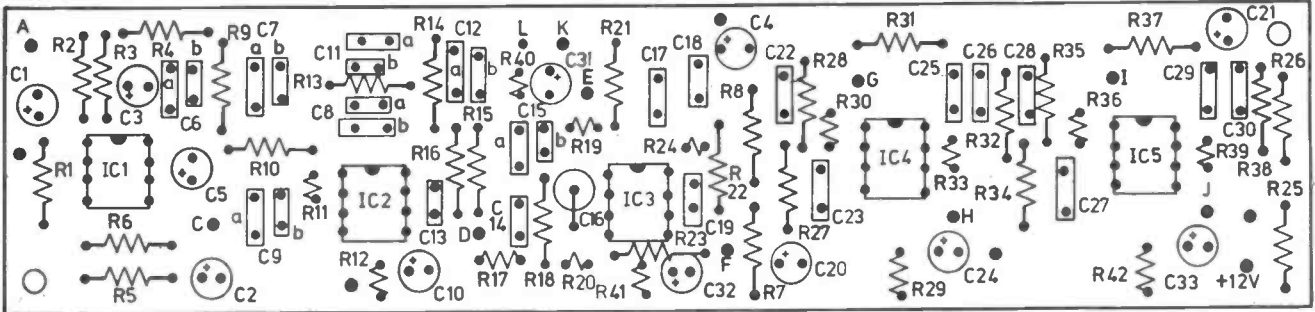 A
R2
R3
R4
b
a
R9
C7
a b
C11
a
b
R13
C8
a
b
R14
C12
a
b
L
K
R40
C31
E
R21
C17
C18
C4
C22
R28
R8
R31
G
R30
C25
C26
C28
R35
R32
R36
R37
I
C21
C29
C30
R26
C1
C3
C6
R15
C15
a
b
R19
R24
R1
IC1
C5
R10
R11
IC2
R16
C13
D
C
14
C16
IC3
C19
R
22
R23
R27
C23
IC4
R33
R34
H
C27
IC5
R39
J
R38
R25
R6
C
a
b
C9
R5
C2
R12
C10
R17
R18
R20
R41
C32
F
R7
C20
R29
C24
R42
C33
+12V